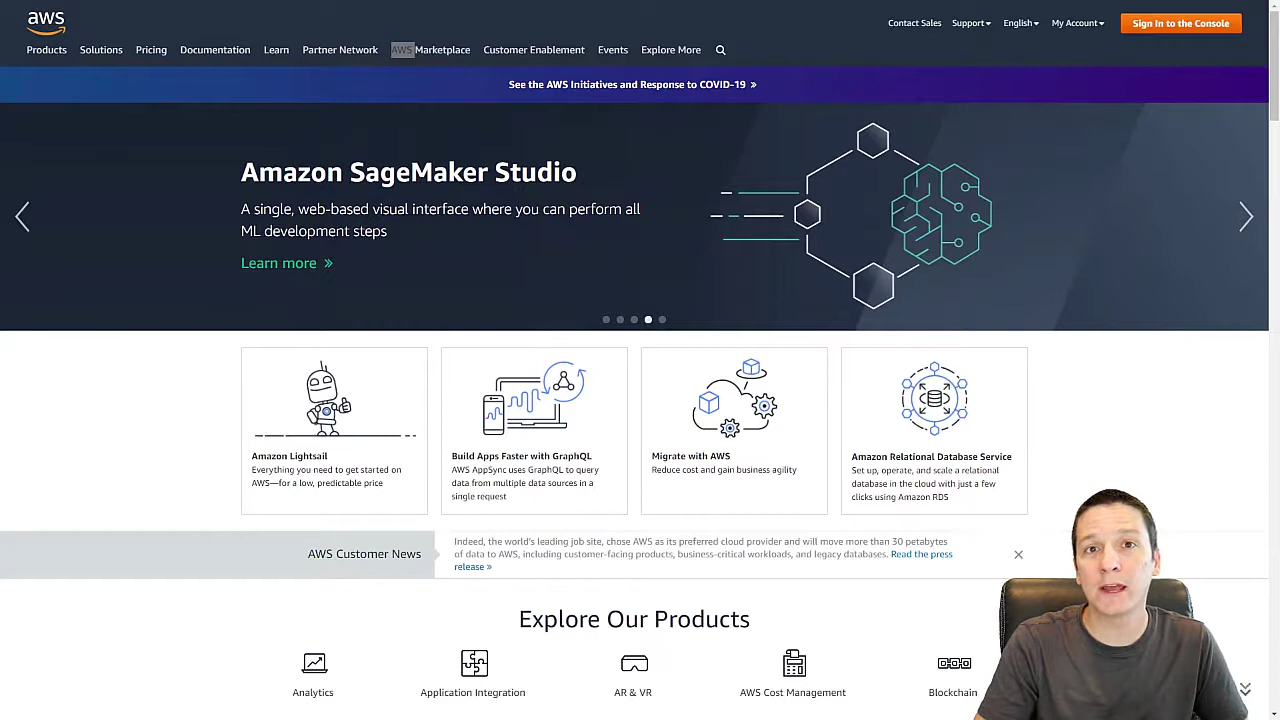 aws
Contact Sales Support English My Account Sign In to the Console
Products Solutions Pricing Documentation Learn Partner Network AWS Marketplace Customer Enablement Events Explore More
See the AWS Initiatives and Response to COVID-19 »
Amazon SageMaker Studio
A single, web-based visual interface where you can perform all
ML development steps
Learn more »
Amazon Lightsail
Everything you need to get started on
AWS—for a low, predictable price
Build Apps Faster with GraphQL
AWS AppSync uses GraphQL to query
data from multiple data sources in a
single request
Migrate with AWS
Reduce cost and gain business agility
Amazon Relational Database Service
Set up, operate, and scale a relational
database in the cloud with just a few
clicks using Amazon RDS
AWS Customer News
Indeed, the world's leading job site, chose AWS as its preferred cloud provider and will move more than 30 petabytes
of data to AWS, including customer-facing products, business-critical workloads, and legacy databases. Read the press
release »
Explore Our Products
Analytics
Application Integration
AR & VR
AWS Cost Management
Blockchain